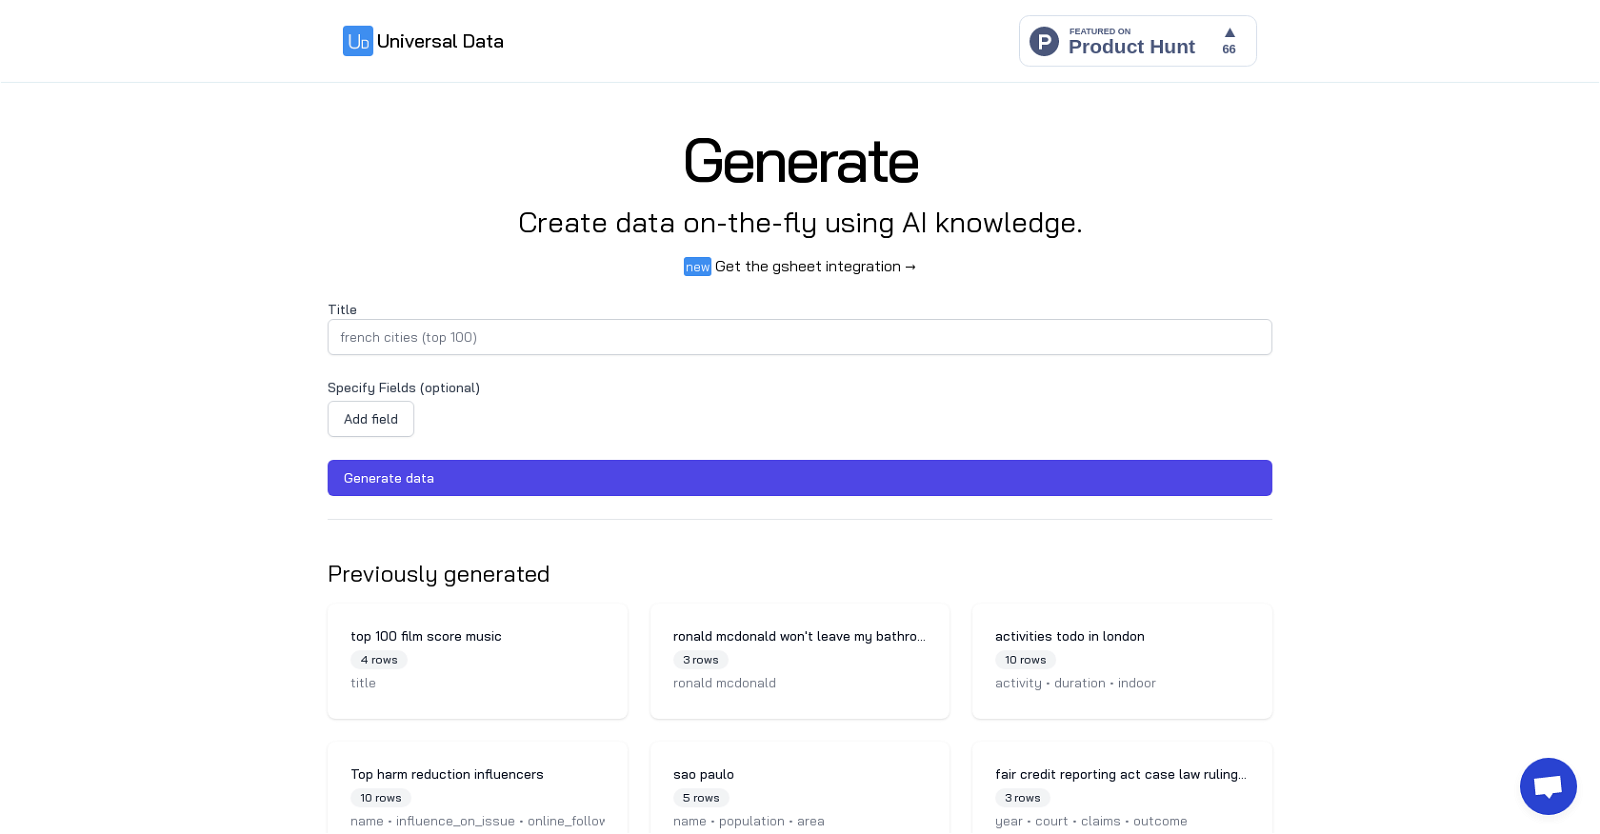 UD Universal Data
FEATURED ON
Product Hunt
▲
66
Generate
Create data on-the-fly using AI knowledge.
new Get the gsheet integration →
Title
french cities (top 100)
Specify Fields (optional)
Add field
Generate data
Previously generated
top 100 film score music
4 rows
title
ronald mcdonald won't leave my bathro...
3 rows
ronald mcdonald
activities todo in london
10 rows
activity • duration • indoor
Top harm reduction influencers
10 rows
name • influence_on_issue • online_follow
sao paulo
5 rows
name • population • area
fair credit reporting act case law ruling...
3 rows
year • court • claims • outcome